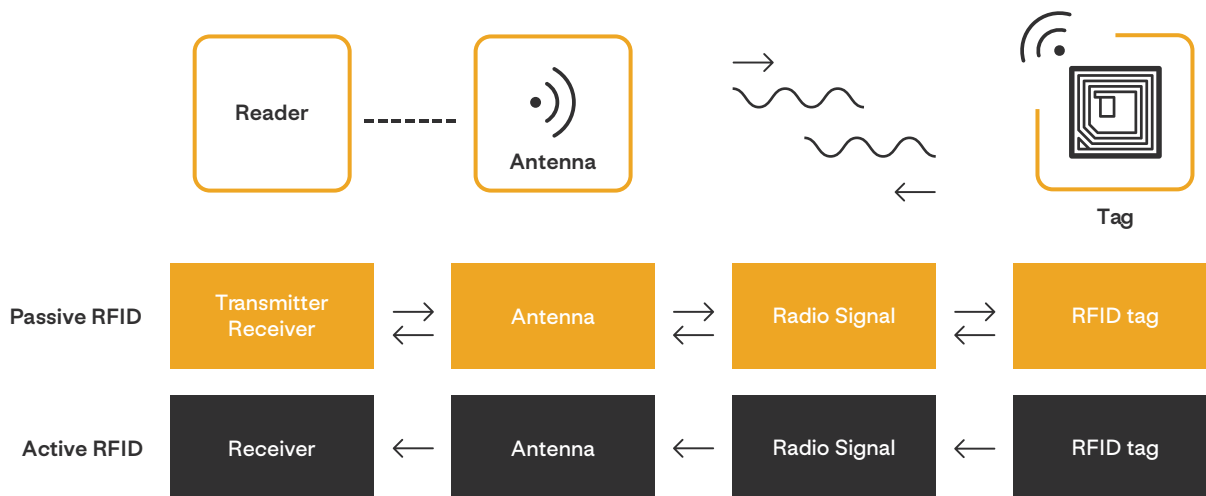 Reader
Antenna
Tag
Passive RFID
Transmitter
Receiver
Antenna
Radio Signal
RFID tag
Active RFID
Receiver
Antenna
Radio Signal
RFID tag